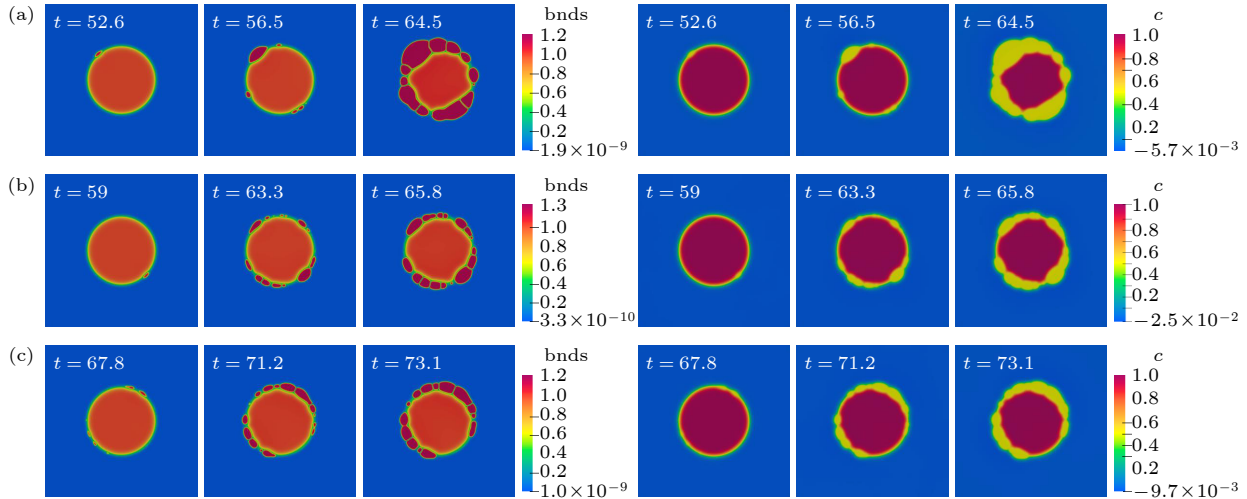 (a)
t = 52.6
t = 56.5
t = 64.5
bnds
1.2
1.0
0.8
0.6
0.4
0.2
1.9×10−9
t = 52.6
t = 56.5
t = 64.5
c
1.0
0.8
0.6
0.4
0.2
−5.7×10−3
(b)
t = 59
t = 63.3
t = 65.8
bnds
1.3
1.0
0.8
0.5
0.2
3.3×10−10
t = 59
t = 63.3
t = 65.8
c
1.0
0.8
0.6
0.4
0.2
−2.5×10−2
(c)
t = 67.8
t = 71.2
t = 73.1
bnds
1.2
1.0
0.8
0.6
0.4
1.2
1.0×10−9
t = 67.8
t = 71.2
t = 73.1
c
1.0
0.8
0.6
0.4
0.2
−9.7×10−3